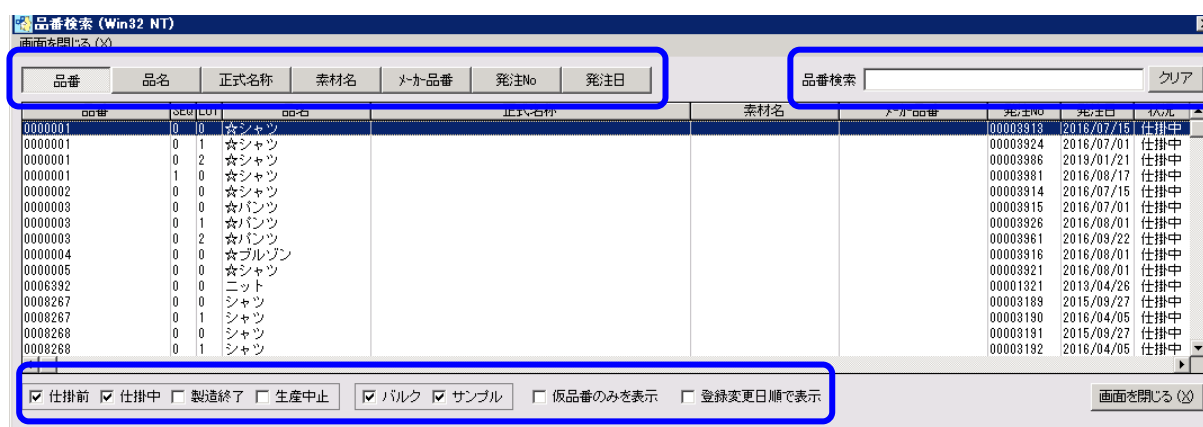 品番検索 (Win32 NT)
画面を閉じる (X)
品番 品名 正式名称 素材名 ﾒｰｶｰ品番 発注No 発注日 品番検索 クリア
品番 SEQ LOT 品名 正式名称 素材名 ﾒｰｶｰ品番 発注No 発注日 状況
0000001 0 0 ☆シャツ 00003913 2016/07/15 仕掛中
0000001 0 1 ☆シャツ 00003924 2016/07/01 仕掛中
0000001 0 2 ☆シャツ 00003986 2019/01/21 仕掛中
0000001 1 0 ☆シャツ 00003981 2016/08/17 仕掛中
0000002 0 0 ☆シャツ 00003914 2016/07/15 仕掛中
0000003 0 0 ☆パンツ 00003915 2016/07/01 仕掛中
0000003 0 1 ☆パンツ 00003926 2016/08/01 仕掛中
0000003 0 2 ☆パンツ 00003961 2016/09/22 仕掛中
0000004 0 0 ☆ブルゾン 00003916 2016/08/01 仕掛中
0000005 0 0 ☆シャツ 00003921 2016/08/01 仕掛中
0006392 0 0 ニット 00001321 2013/04/26 仕掛中
0008267 0 0 シャツ 00003189 2015/09/27 仕掛中
0008267 0 1 シャツ 00003190 2016/04/05 仕掛中
0008268 0 0 シャツ 00003191 2015/09/27 仕掛中
0008268 0 1 シャツ 00003192 2016/04/05 仕掛中
仕掛前 仕掛中 製造終了 生産中止 バルク サンプル 仮品番のみを表示 登録変更日順で表示 画面を閉じる (X)